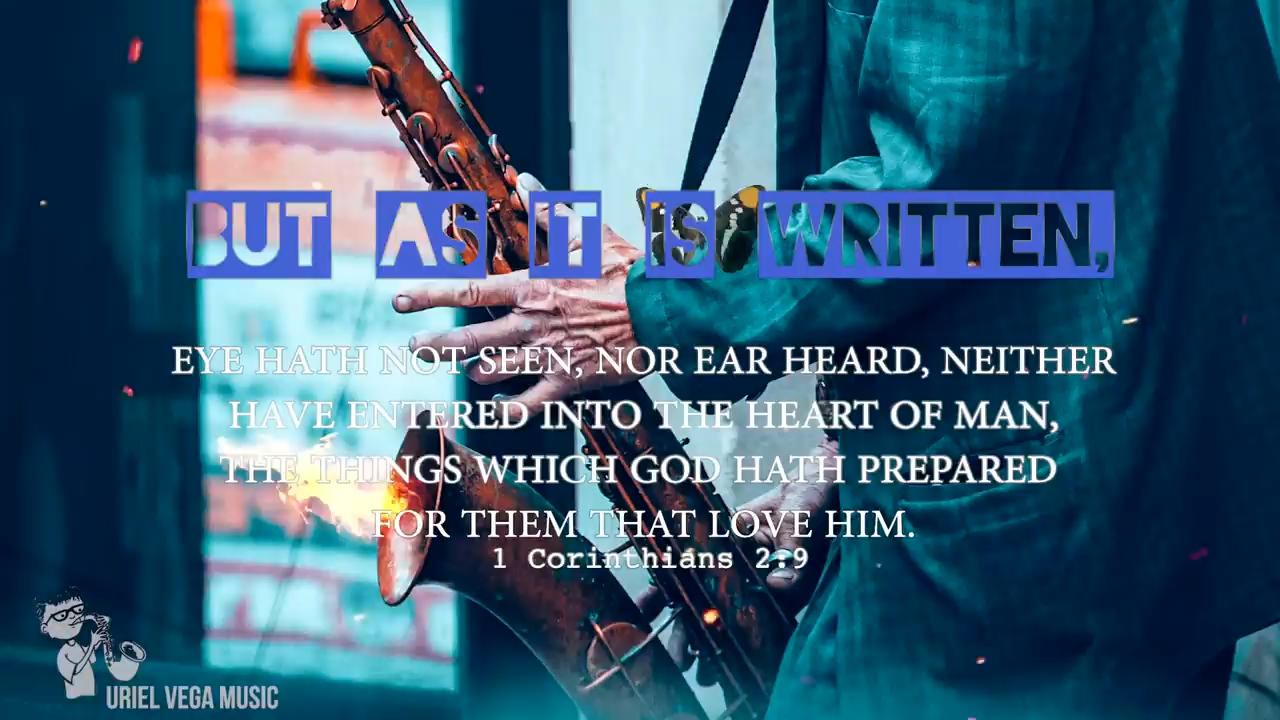 BUT AS IT IS WRITTEN,
EYE HATH NOT SEEN, NOR EAR HEARD, NEITHER
HAVE ENTERED INTO THE HEART OF MAN,
THE THINGS WHICH GOD HATH PREPARED
FOR THEM THAT LOVE HIM.
1 Corinthians 2:9
URIEL VEGA MUSIC